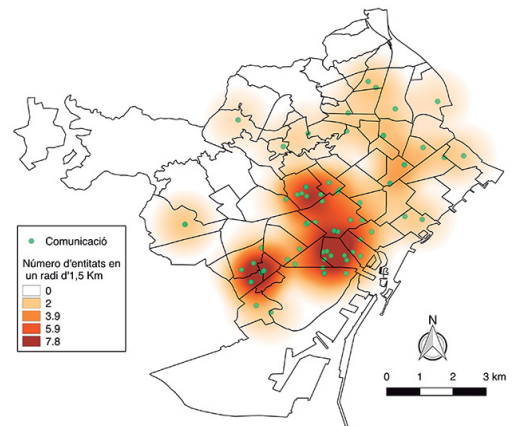 Comunicació
Número d'entitats en
un radi d'1,5 Km
0
2
3.9
5.9
7.8
N
0 1 2 3 km